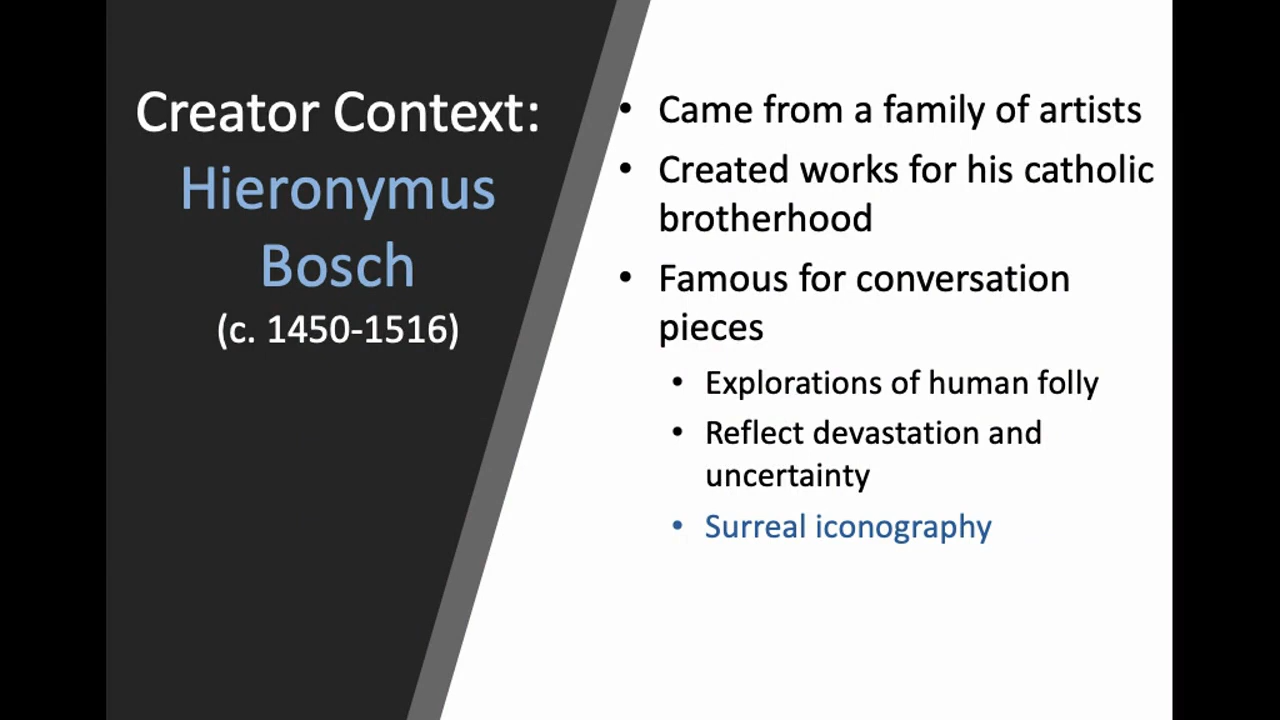 Creator Context:
Hieronymus
Bosch
(c. 1450-1516)
• Came from a family of artists
• Created works for his catholic
brotherhood
• Famous for conversation
pieces
• Explorations of human folly
• Reflect devastation and
uncertainty
• Surreal iconography